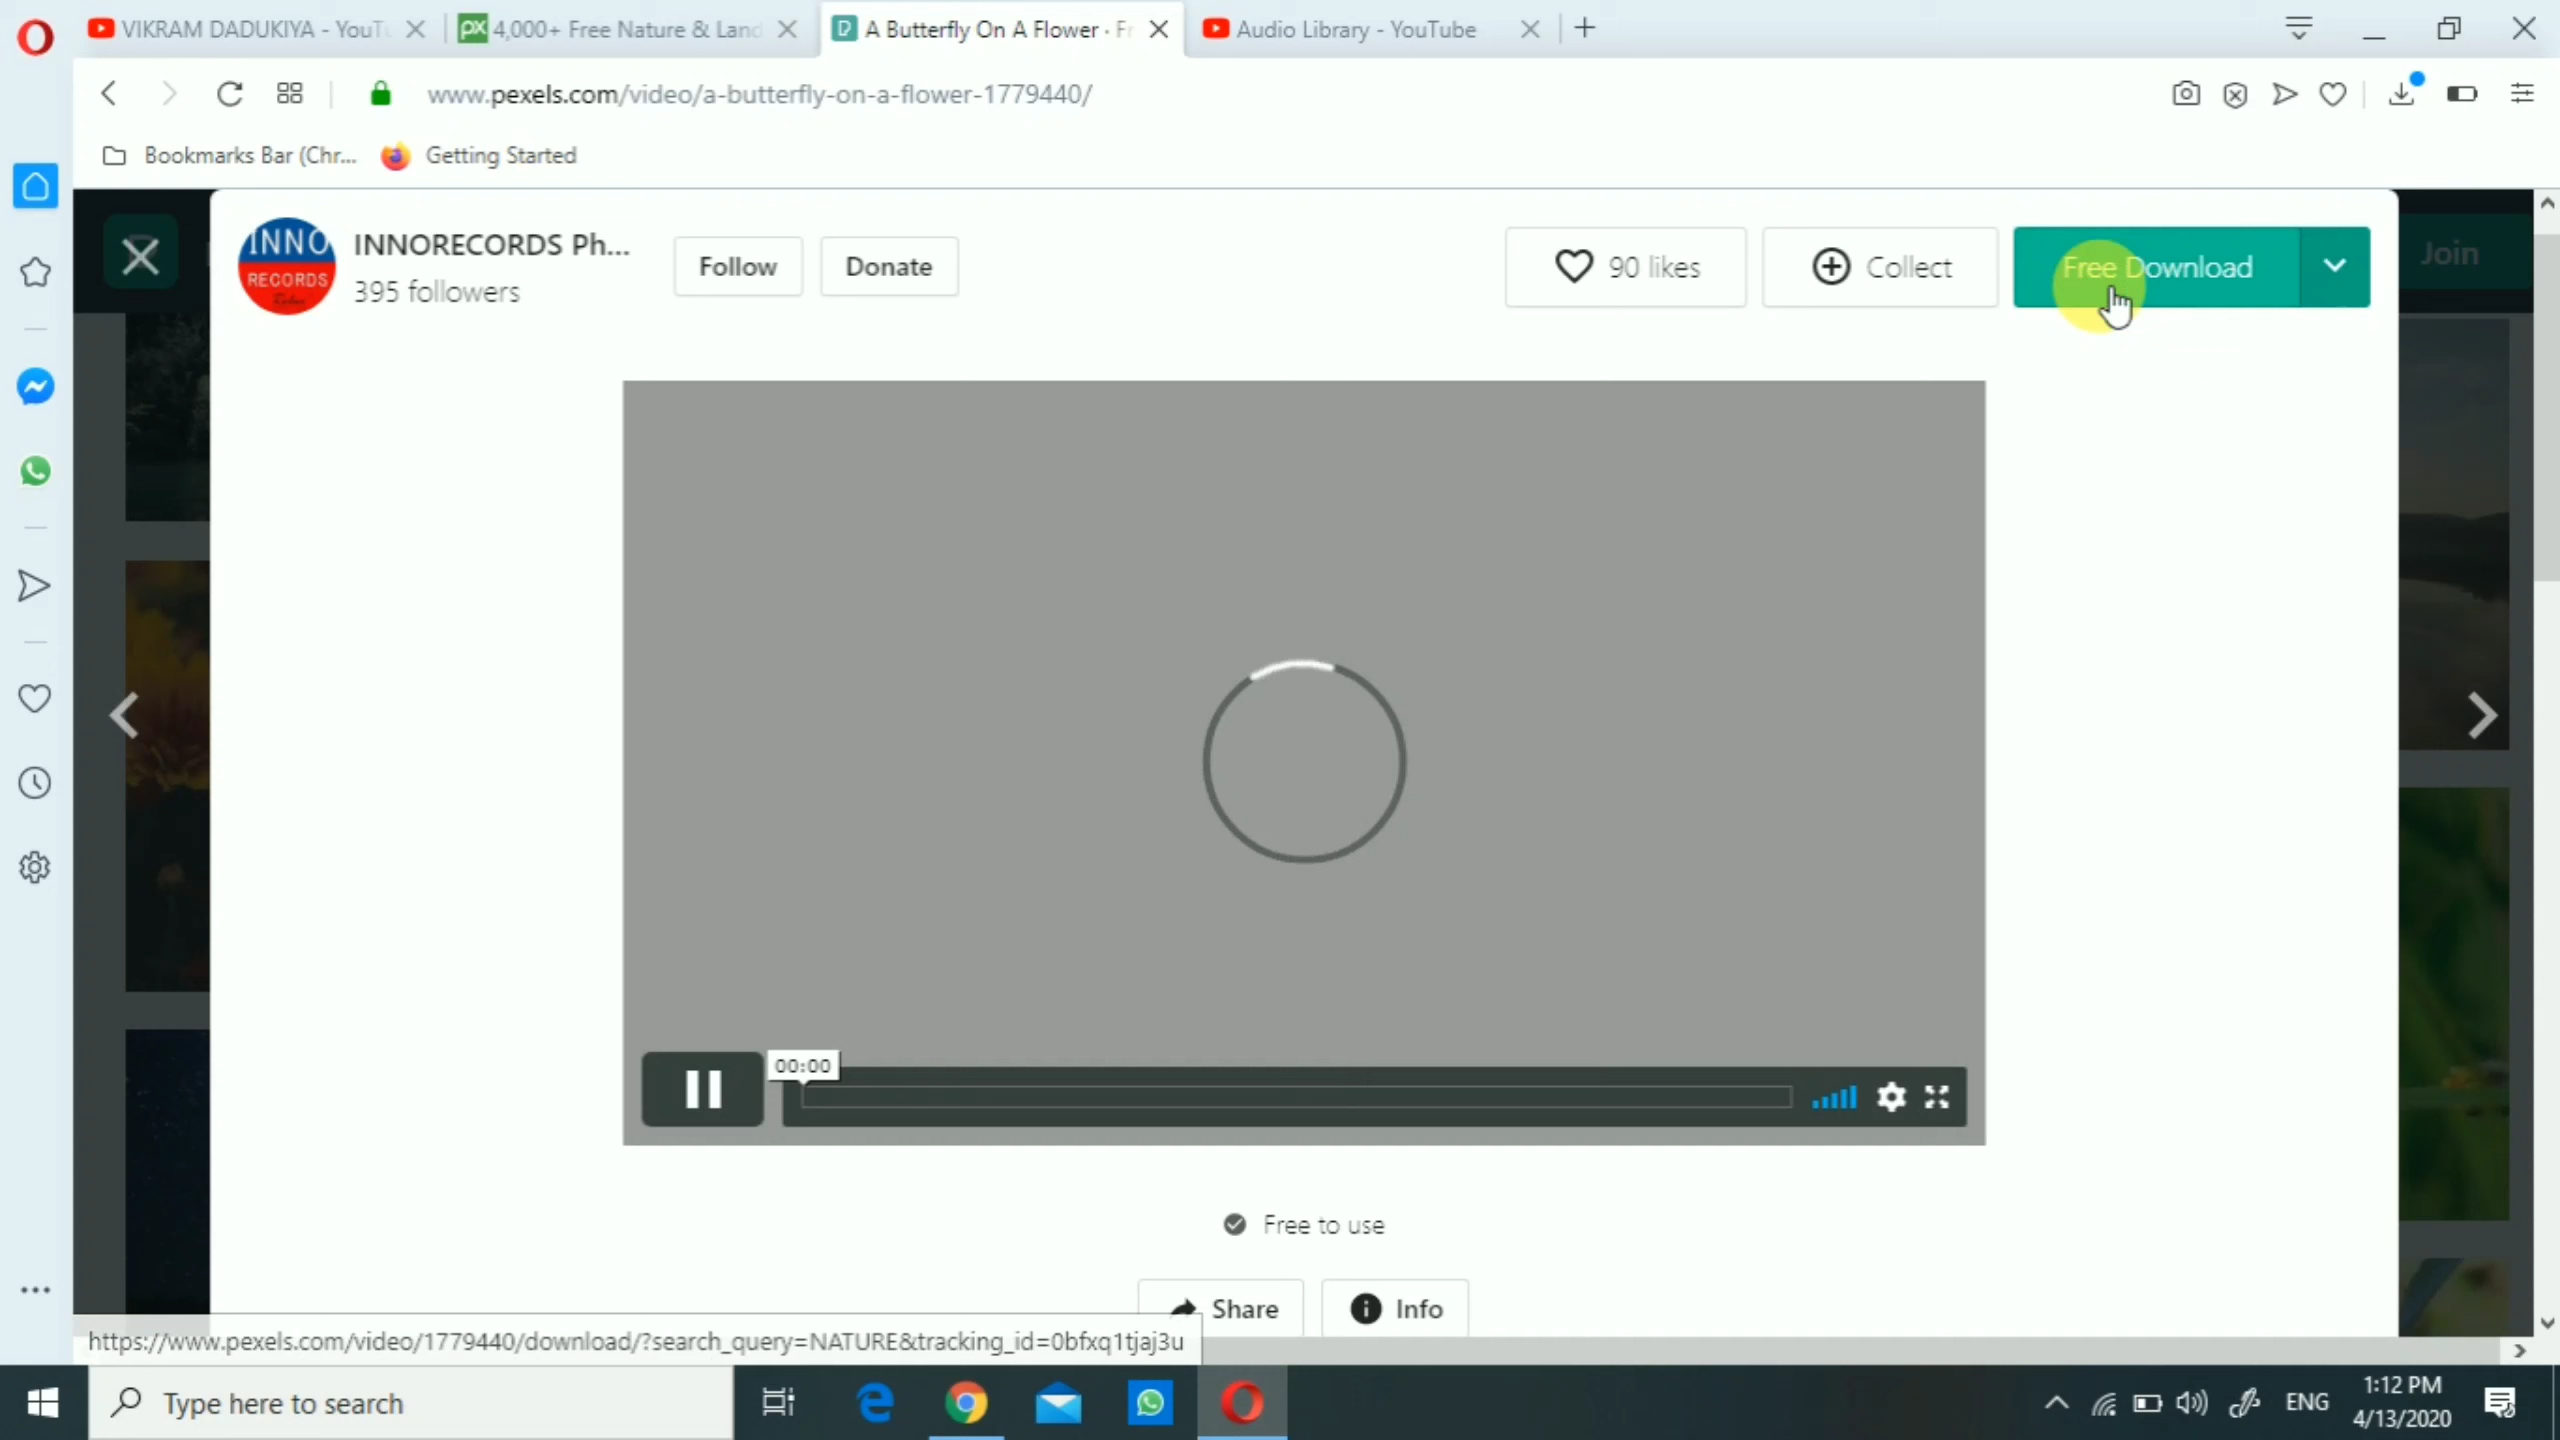 VIKRAM DADUKIYA - YouTu
px 4,000+ Free Nature & Land
A Butterfly On A Flower · Fr
Audio Library - YouTube
www.pexels.com/video/a-butterfly-on-a-flower-1779440/
Bookmarks Bar (Chr...
Getting Started
INNO
RECORDS
INNORECORDS Ph...
395 followers
Follow
Donate
90 likes
Collect
Free Download
Join
00:00
Free to use
Share
Info
https://www.pexels.com/video/1779440/download/?search_query=NATURE&tracking_id=0bfxq1tjaj3u
Type here to search
ENG
1:12 PM
4/13/2020